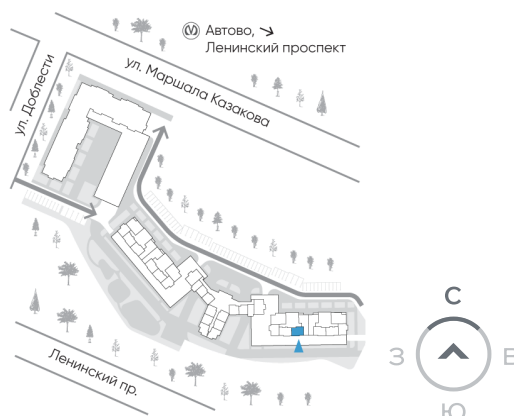 Ⓜ Автово, ↘
Ленинский проспект
ул. Маршала Казакова
ул. Доблести
Ленинский пр.
С
З
В
Ю